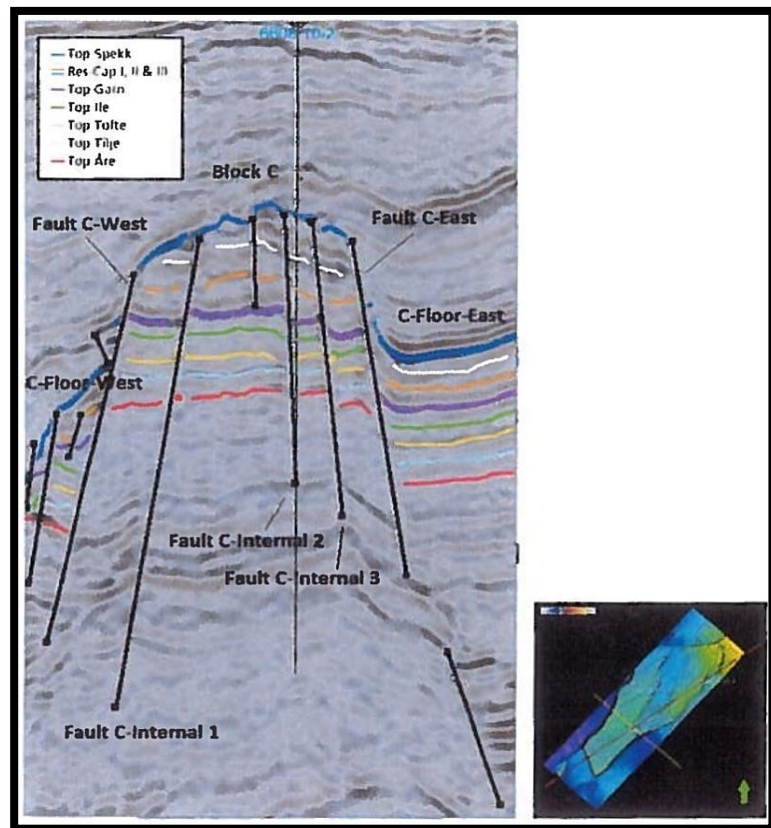 Top Spekk
Res Cap I, II & III
Top Garn
Top Ile
Top Tofte
Top Tilje
Top Åre
Block C
Fault C-West
Fault C-East
C-Floor-East
C-Floor-West
Fault C-Internal 2
Fault C-Internal 3
Fault C-Internal 1